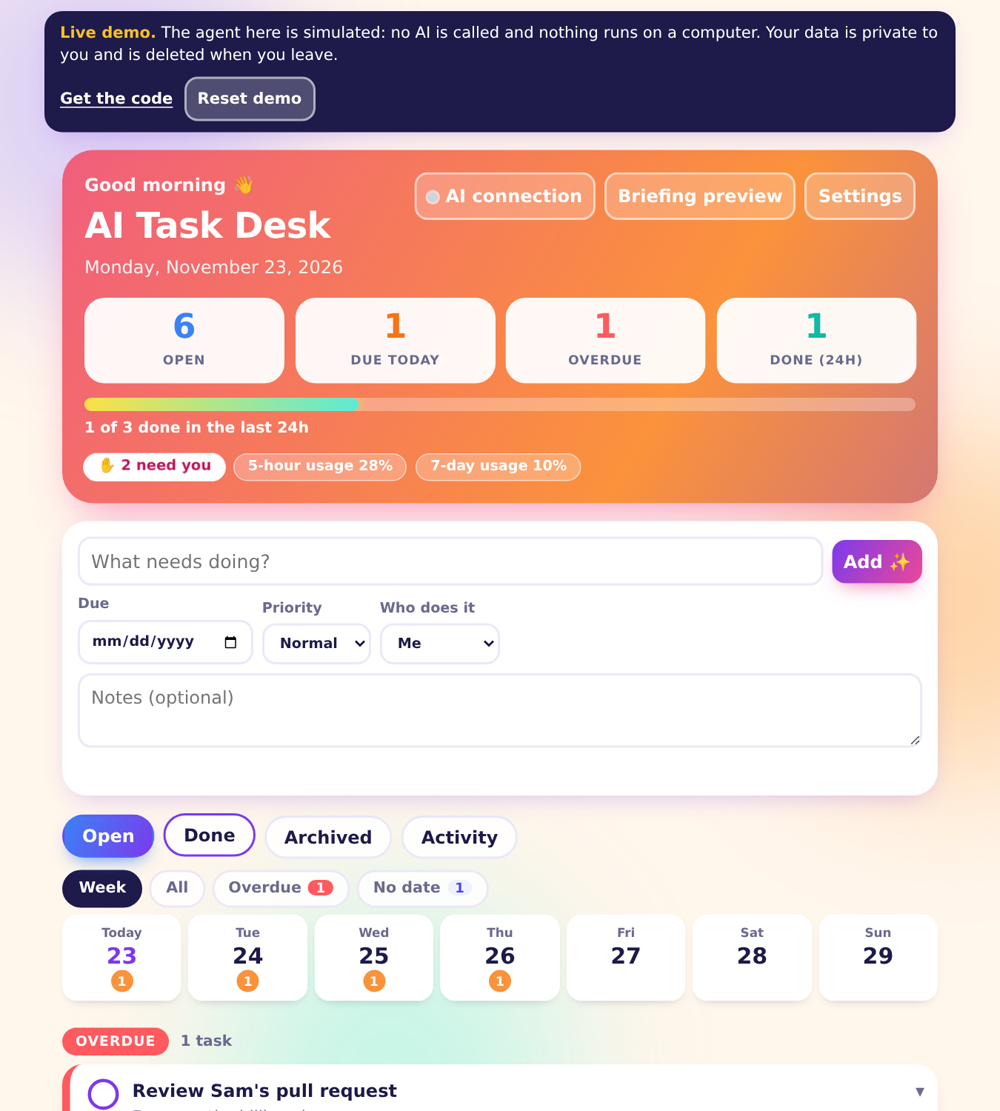 Live demo. The agent here is simulated: no AI is called and nothing runs on a computer. Your data is private to
you and is deleted when you leave.
Get the code Reset demo
Good morning 👋
AI connection Briefing preview Settings
AI Task Desk
Monday, November 23, 2026
6 1 1 1
OPEN DUE TODAY OVERDUE DONE (24H)
1 of 3 done in the last 24h
✋ 2 need you 5-hour usage 28% 7-day usage 10%
What needs doing? Add ✨
Due Priority Who does it
mm/dd/yyyy Normal Me
Notes (optional)
Open Done Archived Activity
Week All Overdue 1 No date 1
Today Tue Wed Thu Fri Sat Sun
23 24 25 26 27 28 29
1 1 1 1
OVERDUE 1 task
Review Sam's pull request